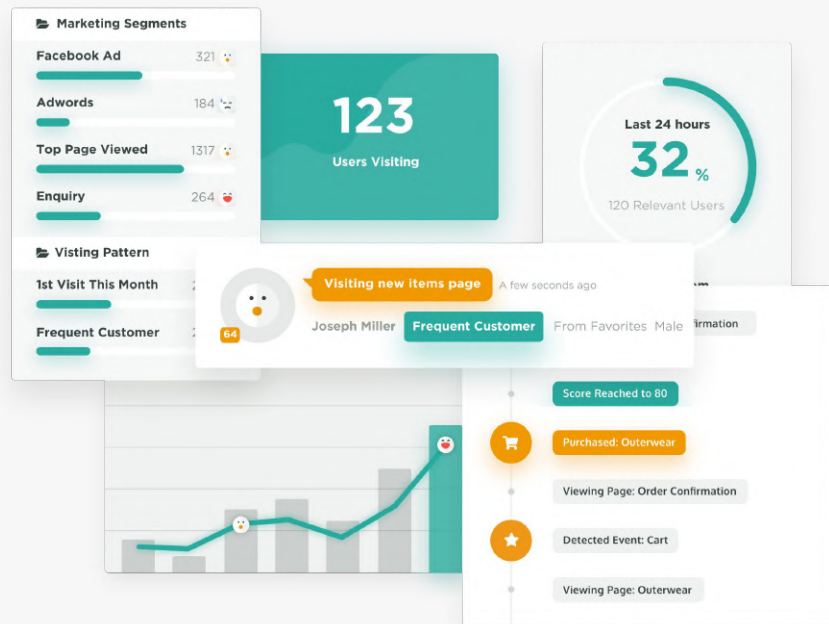 Marketing Segments
Facebook Ad 321
Adwords 184
Top Page Viewed 1317
Enquiry 264
Visting Pattern
1st Visit This Month
Frequent Customer
123
Users Visiting
Last 24 hours
32 %
120 Relevant Users
64
Visiting new items page A few seconds ago
Joseph Miller Frequent Customer From Favorites Male
Score Reached to 80
Purchased: Outerwear
Viewing Page: Order Confirmation
Detected Event: Cart
Viewing Page: Outerwear